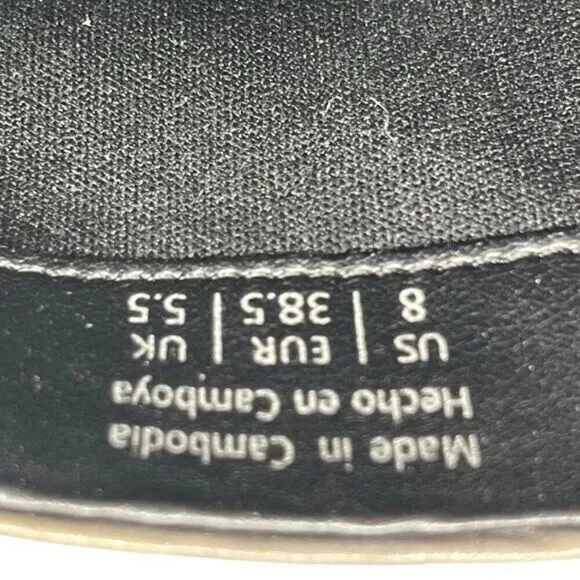 Made in Cambodia
Hecho en Camboya
US | EUR | UK
8 | 38.5 | 5.5